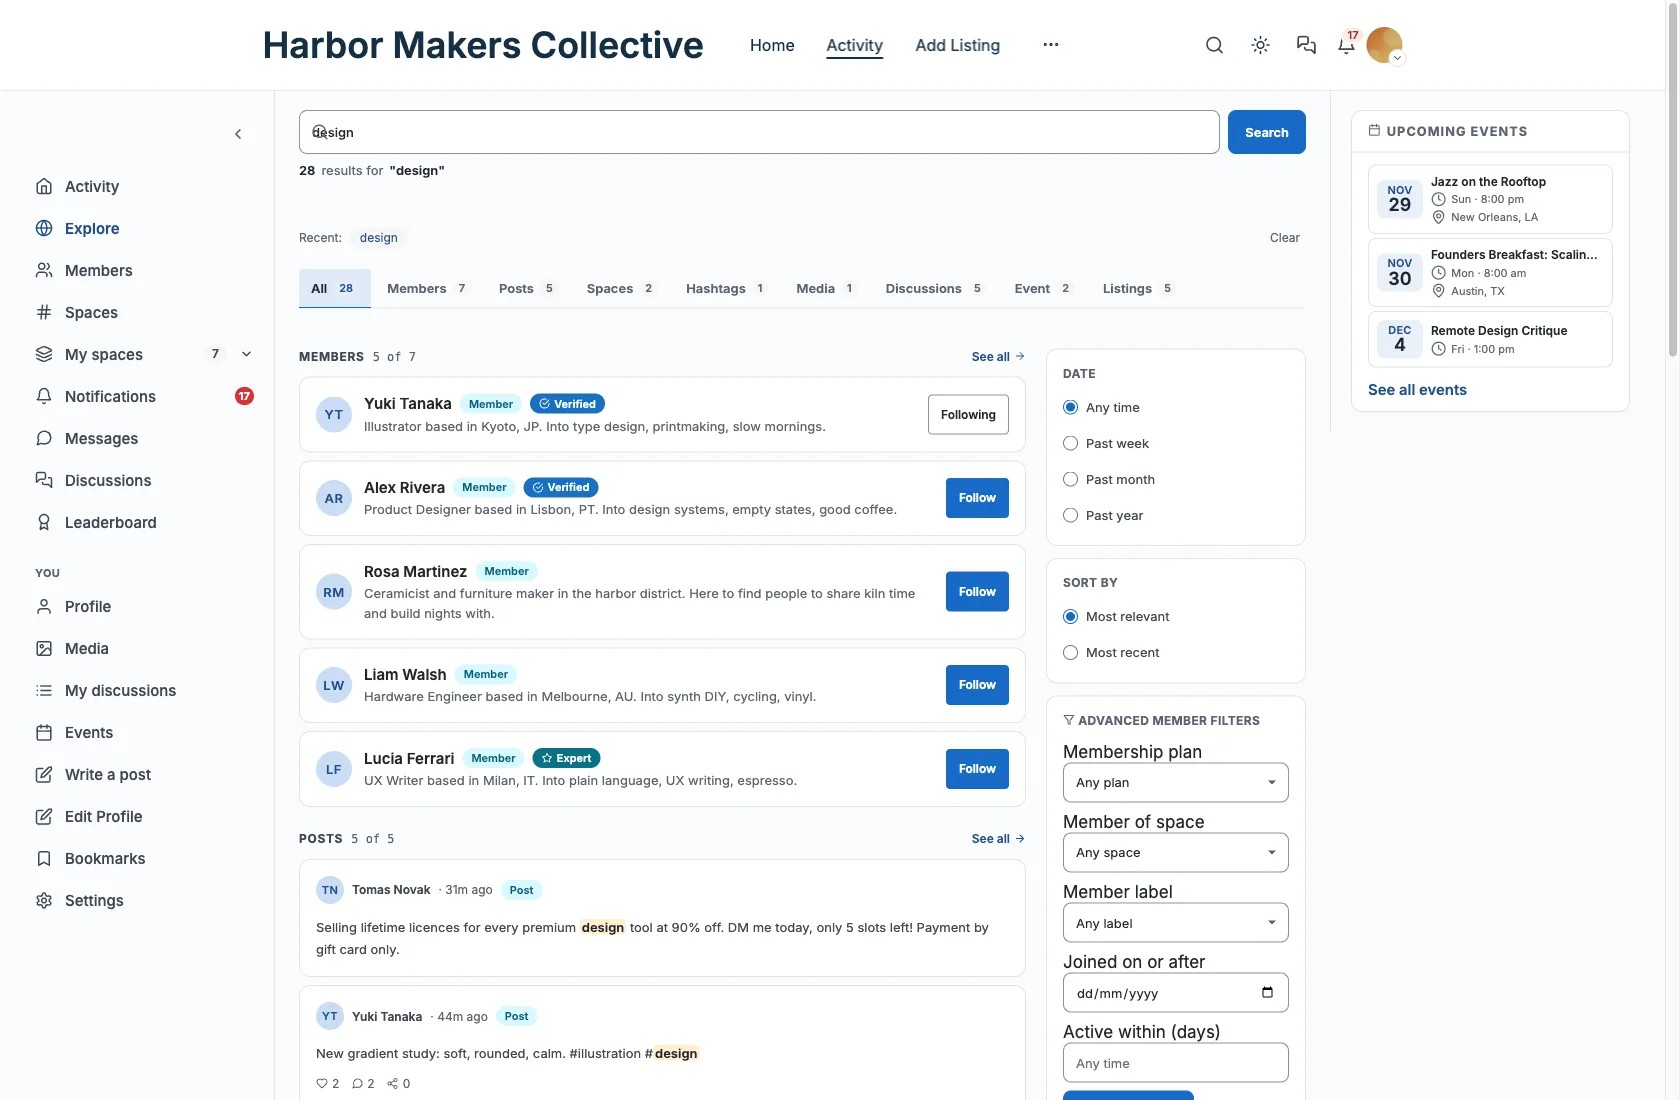 Harbor Makers Collective
Home
Activity
Add Listing
17
design
Search
28 results for "design"
Recent: design
Clear
All 28
Members 7
Posts 5
Spaces 2
Hashtags 1
Media 1
Discussions 5
Event 2
Listings 5
Activity
Explore
Members
Spaces
My spaces 7
Notifications 17
Messages
Discussions
Leaderboard
YOU
Profile
Media
My discussions
Events
Write a post
Edit Profile
Bookmarks
Settings
MEMBERS 5 of 7
See all
YT
Yuki Tanaka Member Verified
Illustrator based in Kyoto, JP. Into type design, printmaking, slow mornings.
Following
AR
Alex Rivera Member Verified
Product Designer based in Lisbon, PT. Into design systems, empty states, good coffee.
Follow
RM
Rosa Martinez Member
Ceramicist and furniture maker in the harbor district. Here to find people to share kiln time
and build nights with.
Follow
LW
Liam Walsh Member
Hardware Engineer based in Melbourne, AU. Into synth DIY, cycling, vinyl.
Follow
LF
Lucia Ferrari Member Expert
UX Writer based in Milan, IT. Into plain language, UX writing, espresso.
Follow
POSTS 5 of 5
See all
TN
Tomas Novak · 31m ago Post
Selling lifetime licences for every premium design tool at 90% off. DM me today, only 5 slots left! Payment by
gift card only.
YT
Yuki Tanaka · 44m ago Post
New gradient study: soft, rounded, calm. #illustration #design
2 2 0
DATE
Any time
Past week
Past month
Past year
SORT BY
Most relevant
Most recent
ADVANCED MEMBER FILTERS
Membership plan
Any plan
Member of space
Any space
Member label
Any label
Joined on or after
dd/mm/yyyy
Active within (days)
Any time
UPCOMING EVENTS
NOV
29
Jazz on the Rooftop
Sun · 8:00 pm
New Orleans, LA
NOV
30
Founders Breakfast: Scalin...
Mon · 8:00 am
Austin, TX
DEC
4
Remote Design Critique
Fri · 1:00 pm
See all events